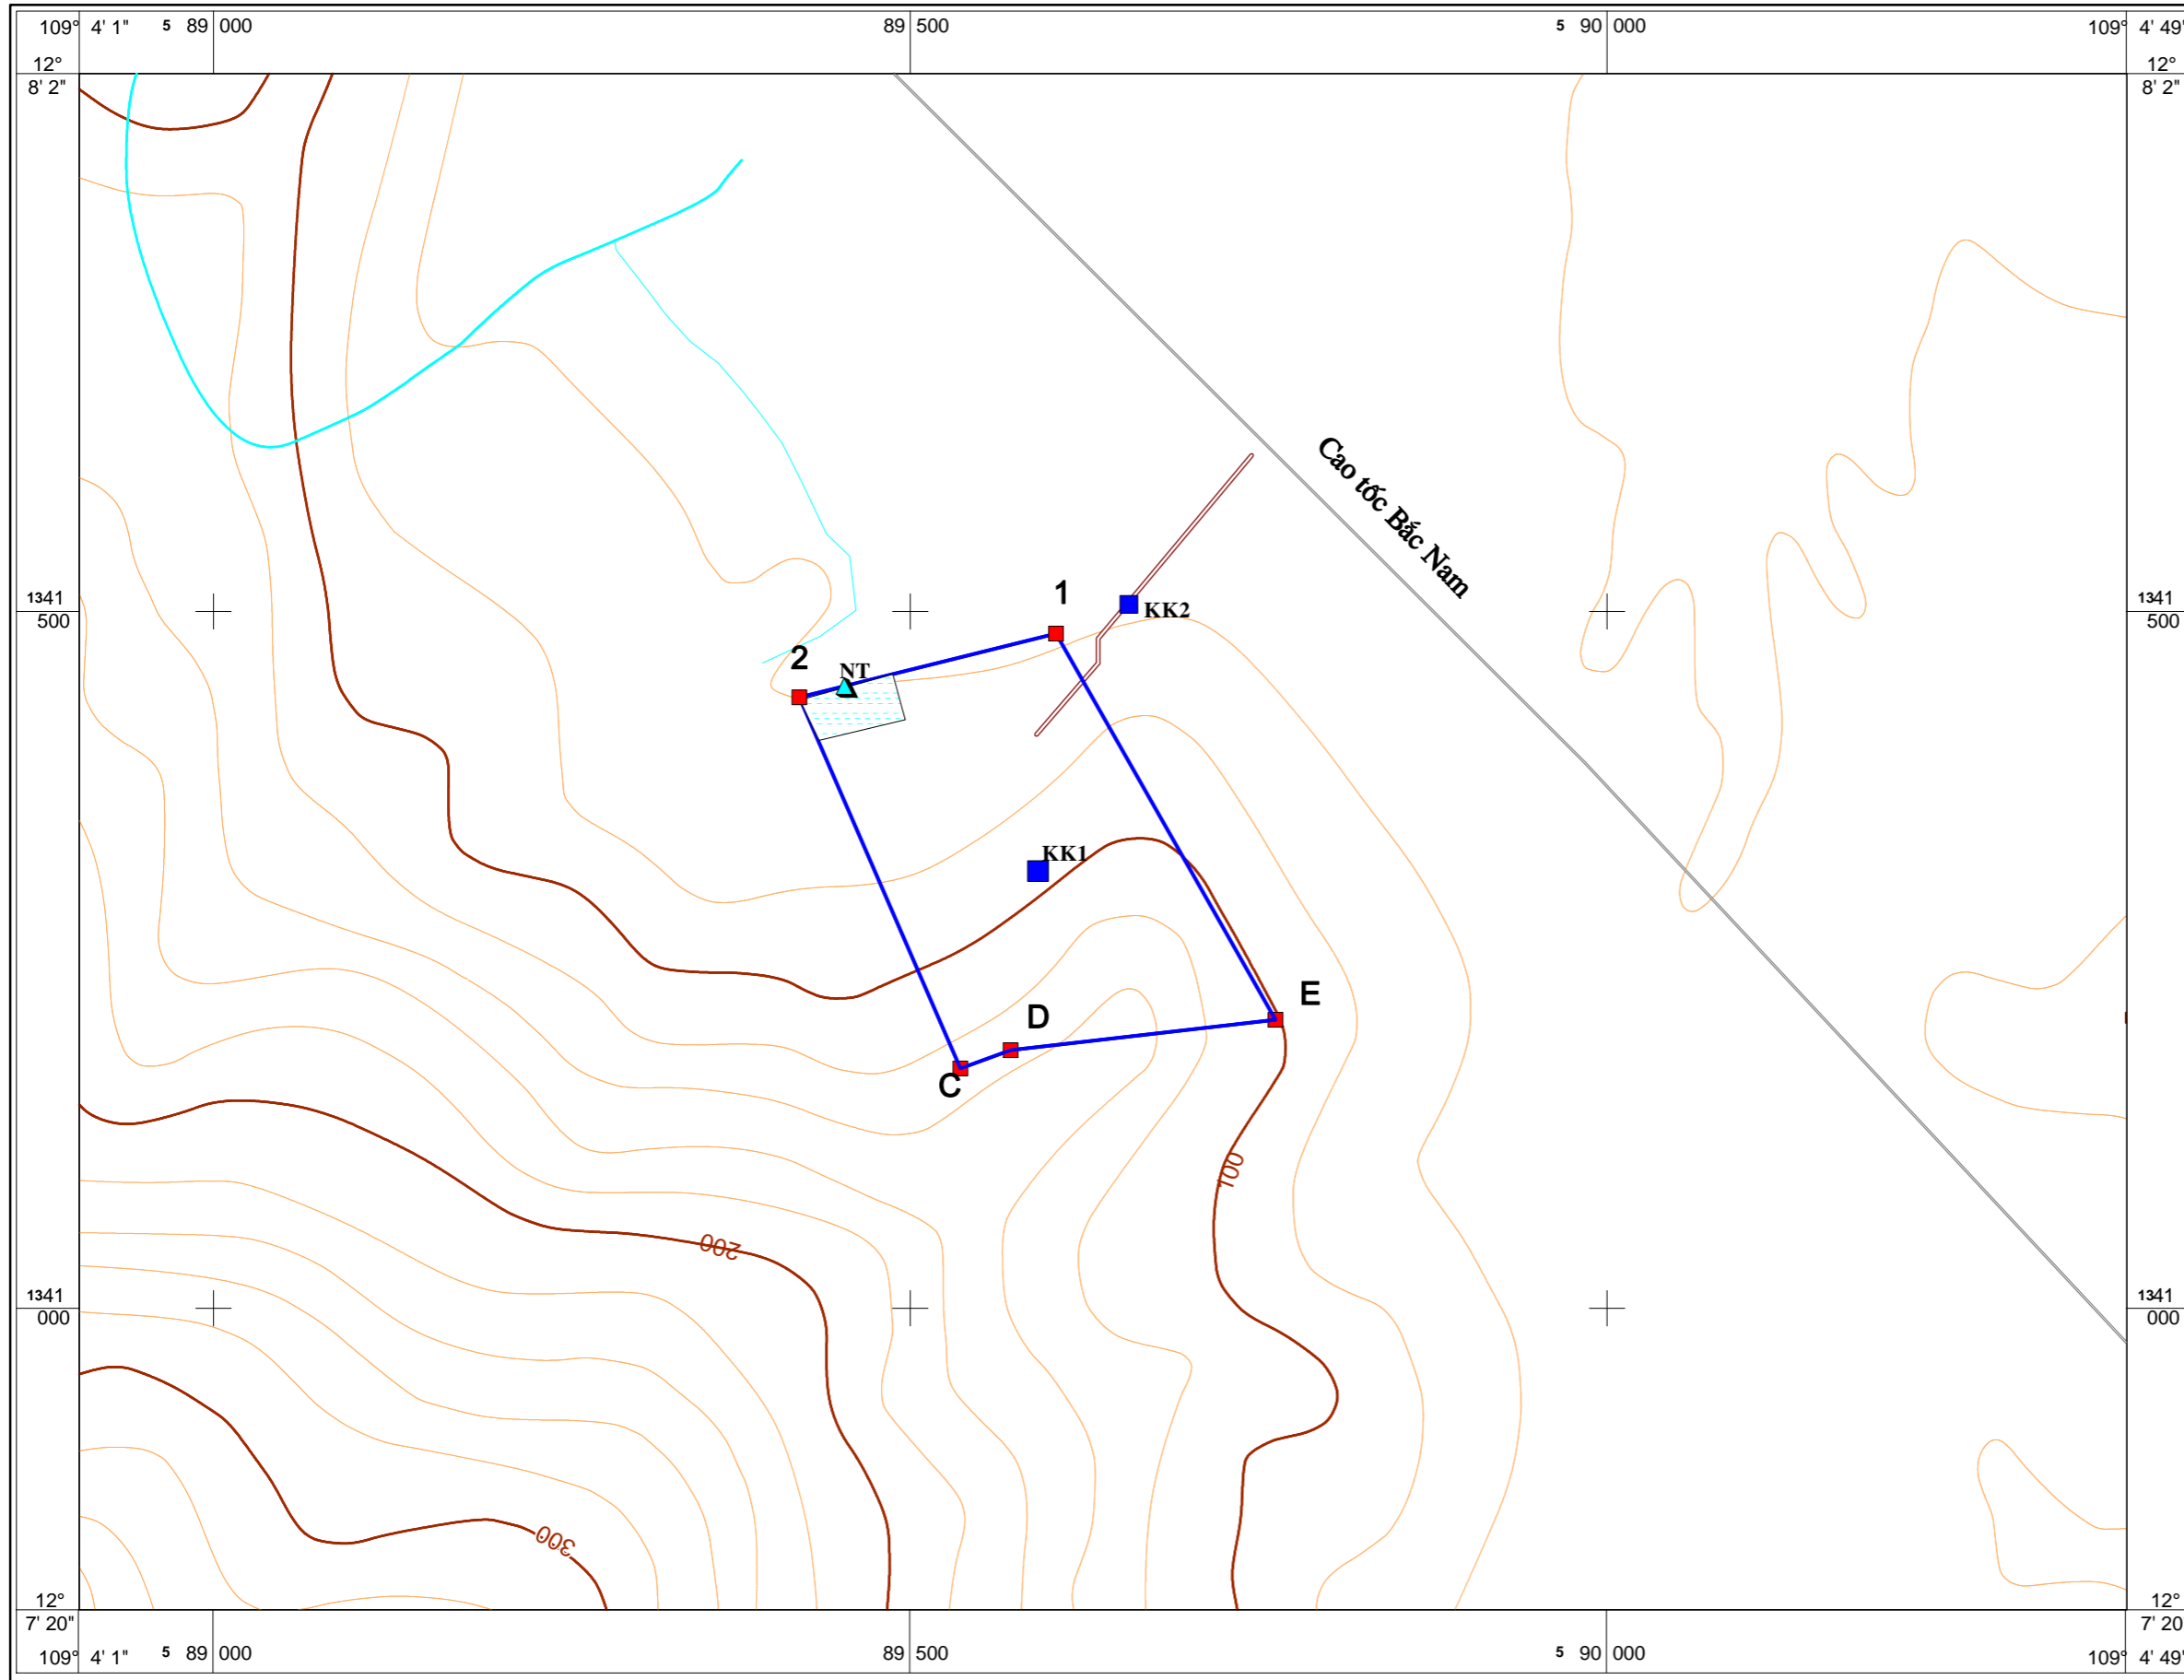 109° 4' 1" 5 89 000 89 500 5 90 000 109° 4' 49"
12° 12°
8' 2" 8' 2"
Cao tốc Bắc Nam
1
1341 1341
500 500
KK2
2
NT
KK1
E
D
C
100
200
1341 1341
000 000
300
12° 12°
7' 20" 7' 20
109° 4' 1" 5 89 000 89 500 5 90 000 109° 4' 49"